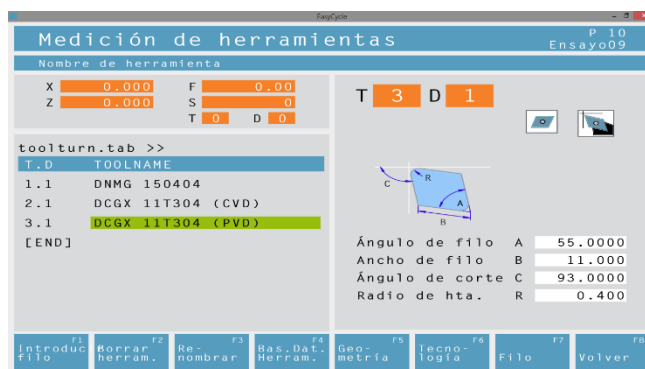 EasyCycle
Medición de herramientas
P 10
Ensayo09
Nombre de herramienta
X 0.000 F 0.00
Z 0.000 S 0
T 0 D 0
T 3 D 1
toolturn.tab >>
T.D TOOLNAME
1.1 DNMG 150404
2.1 DCGX 11T304 (CVD)
3.1 DCGX 11T304 (PVD)
[END]
R
C
A
B
Ángulo de filo A 55.0000
Ancho de filo B 11.000
Ángulo de corte C 93.0000
Radio de hta. R 0.400
F1 Introduc filo
F2 Borrar herram.
F3 Re- nombrar
F4 Bas.Dat. Herram.
F5 Geo- metría
F6 Tecno- logía
F7 Filo
F8 Volver